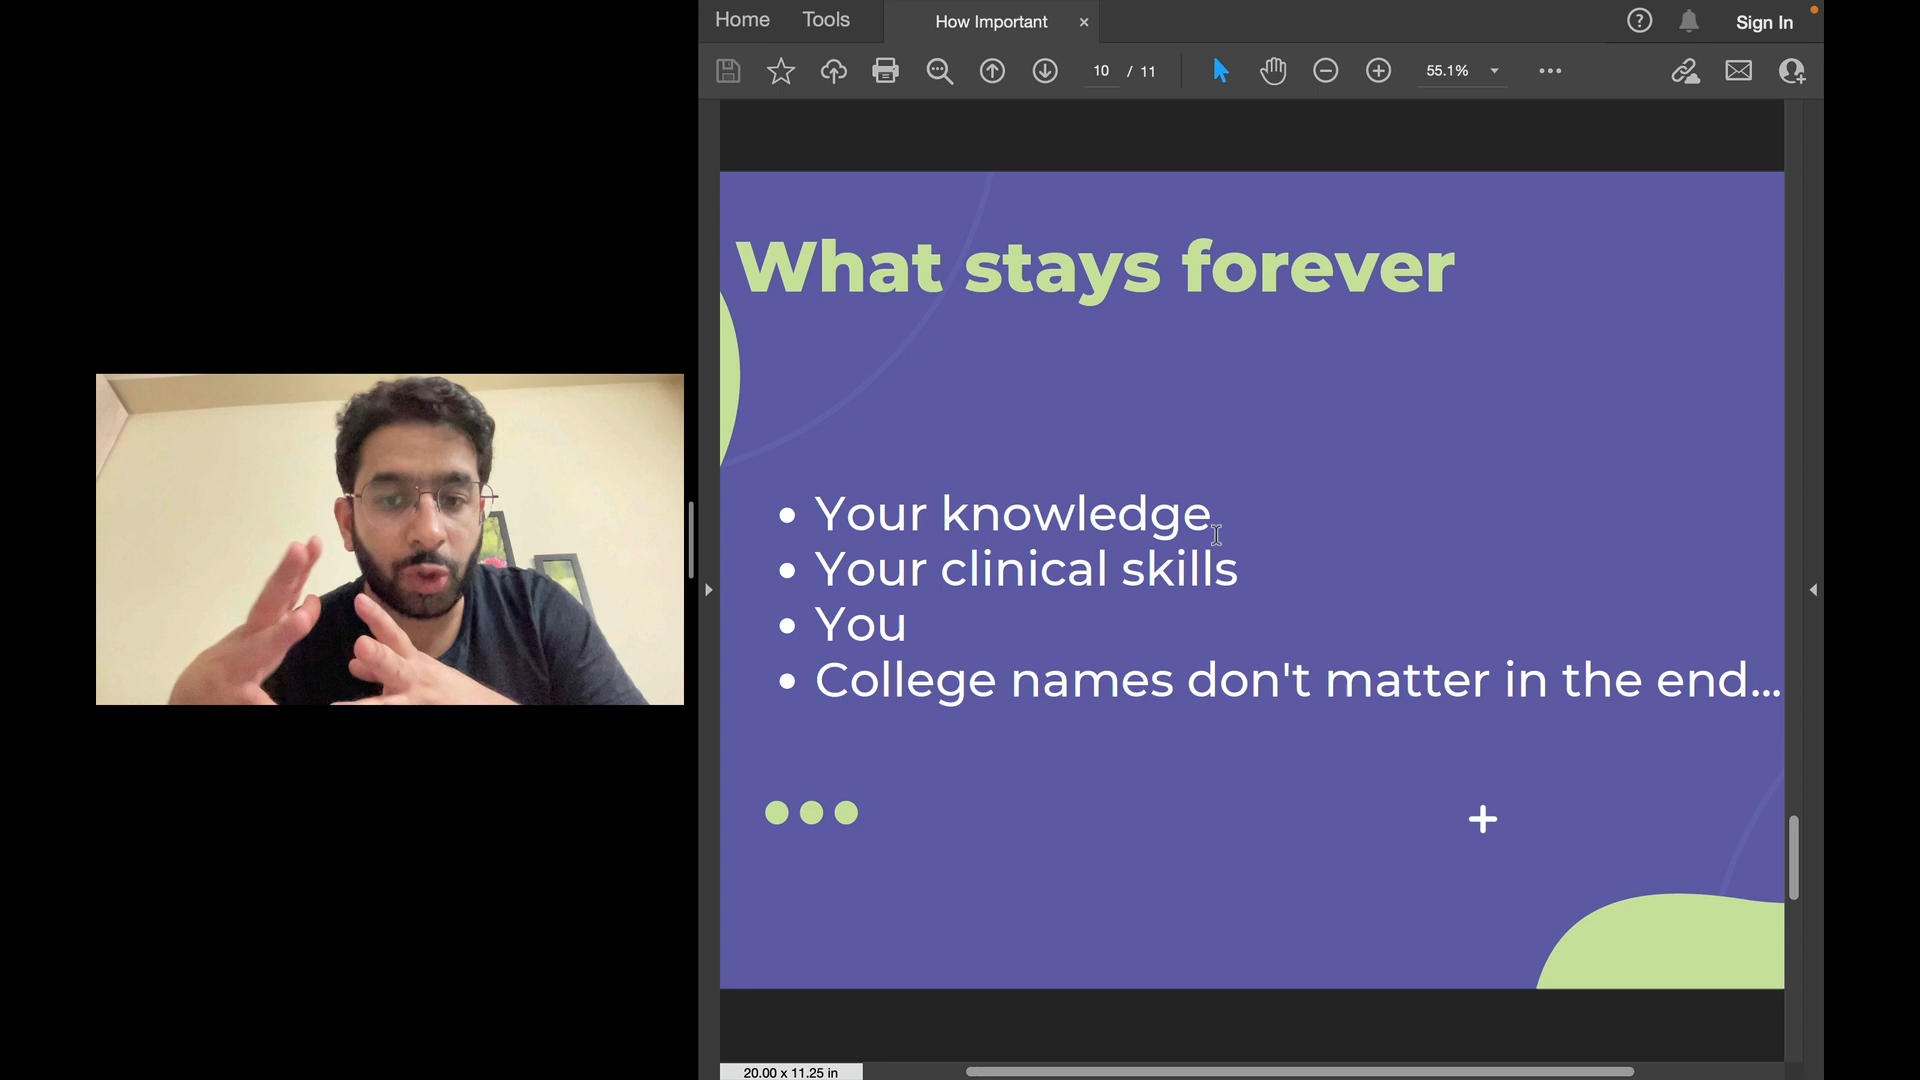 Home Tools How Important × Sign In
10 / 11 55.1%
What stays forever
• Your knowledge
• Your clinical skills
• You
• College names don't matter in the end...
20.00 x 11.25 in